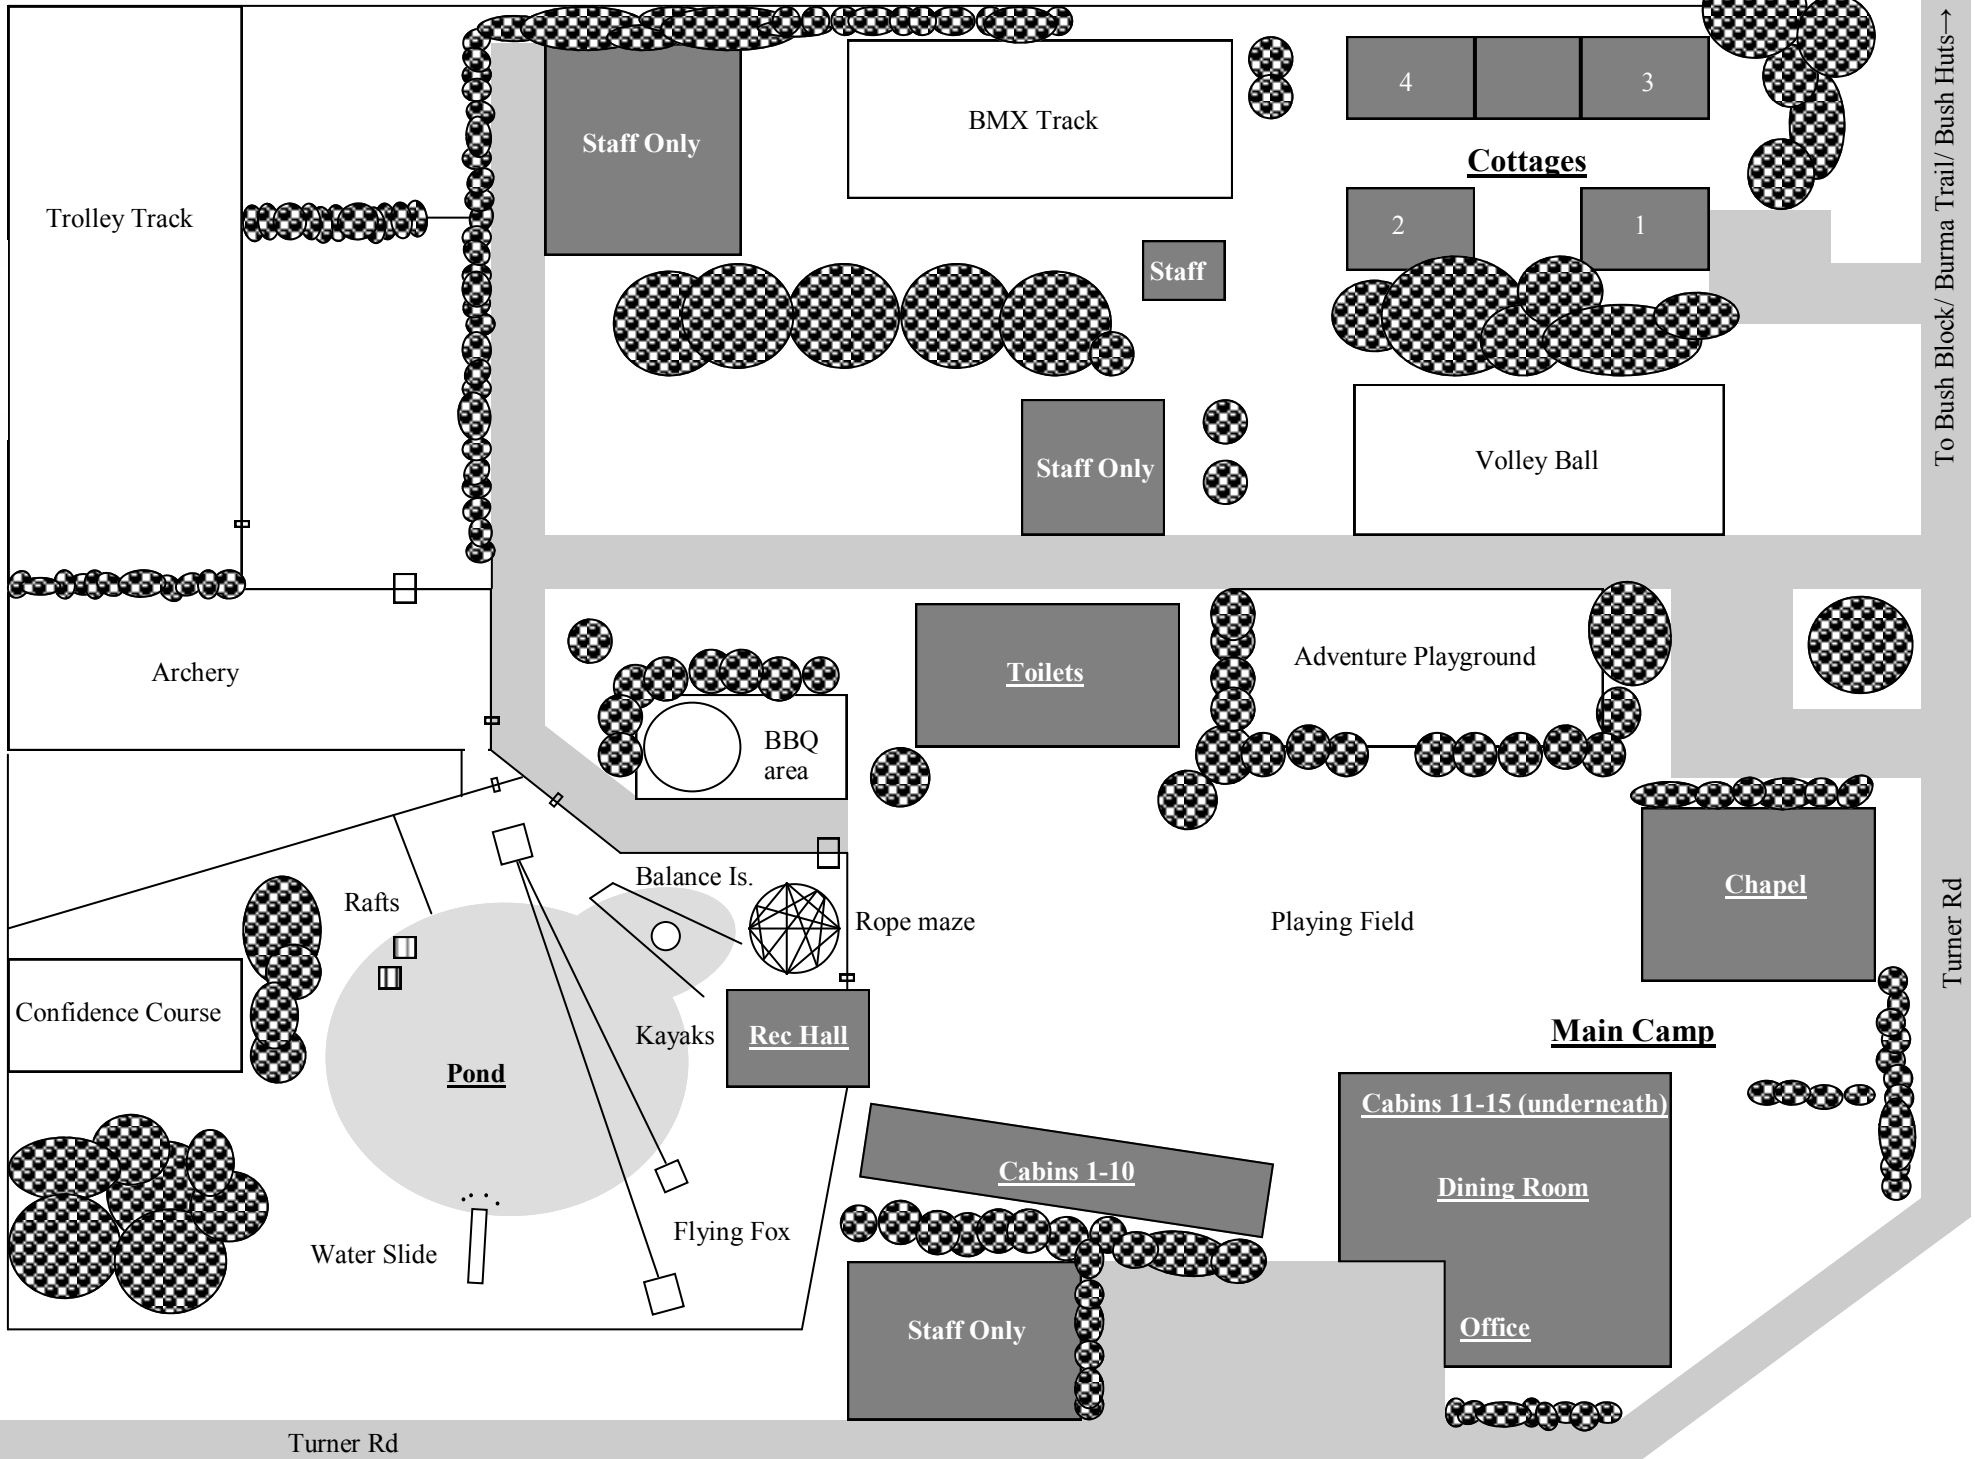 To Bush Block/ Burma Trail/ Bush Huts→
4
3
BMX Track
Staff Only
Cottages
Trolley Track
2
1
Staff
Volley Ball
Staff Only
Archery
Toilets
Adventure Playground
BBQ
area
Balance Is.
Chapel
Turner Rd
Rafts
Rope maze
Playing Field
Confidence Course
Kayaks
Rec Hall
Main Camp
Pond
Cabins 11-15 (underneath)
Cabins 1-10
Dining Room
Flying Fox
Water Slide
Staff Only
Office
Turner Rd